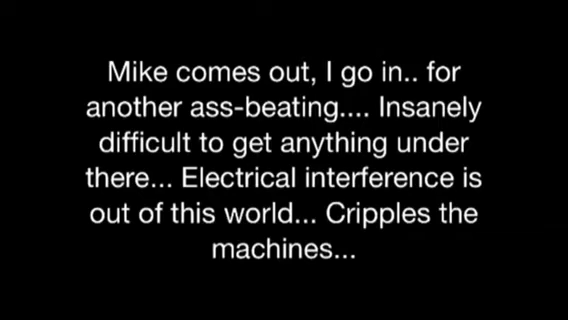 Mike comes out, I go in.. for
another ass-beating.... Insanely
difficult to get anything under
there... Electrical interference is
out of this world... Cripples the
machines...